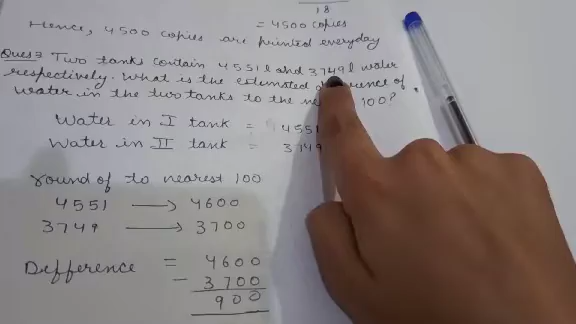 18
= 4500 copies
Hence, 4500 copies are printed everyday
Ques 3 Two tanks contain 4551 l and 3749 l water
respectively. What is the estimated of
water in the two tanks to the 100?
Water in I tank = 4551
Water in II tank = 3749
round of to nearest 100
4551 → 4600
3749 → 3700
Difference = 4600
- 3700
900